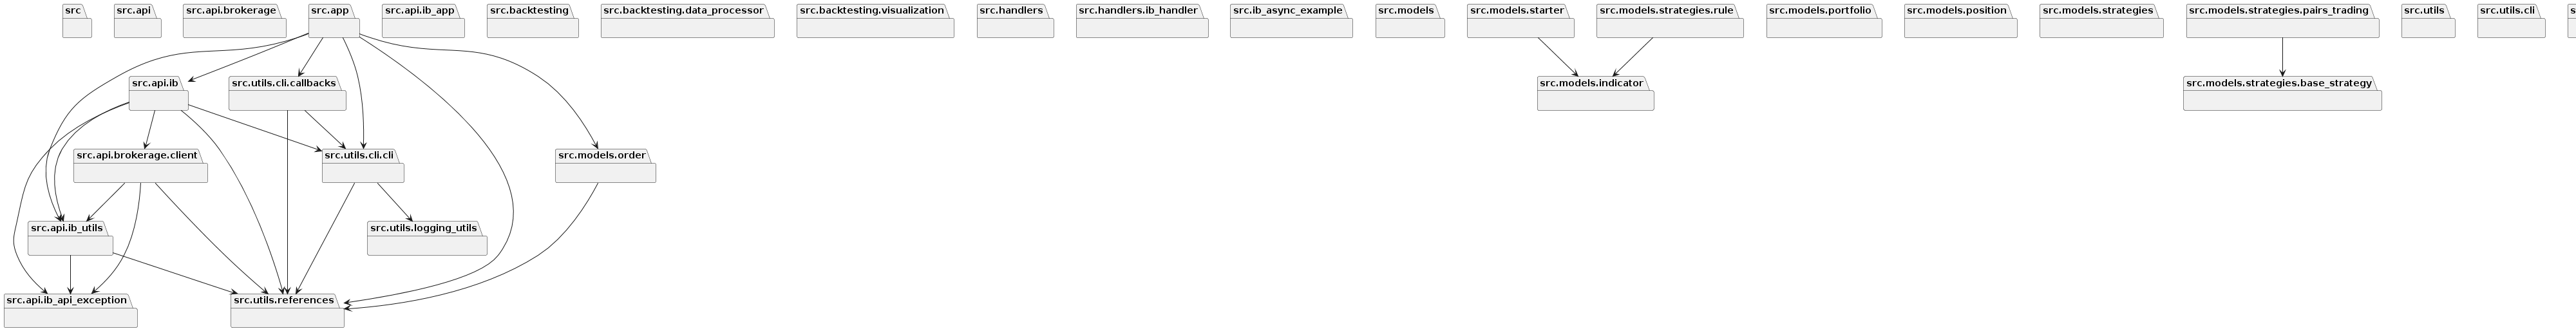 src
src.api
src.api.brokerage
src.app
src.api.ib_app
src.backtesting
src.backtesting.data_processor
src.backtesting.visualization
src.handlers
src.handlers.ib_handler
src.ib_async_example
src.models
src.models.starter
src.models.strategies.rule
src.models.portfolio
src.models.position
src.models.strategies
src.models.strategies.pairs_trading
src.utils
src.utils.cli
src.api.ib
src.utils.cli.callbacks
src.models.indicator
src.models.strategies.base_strategy
src.api.brokerage.client
src.utils.cli.cli
src.models.order
src.api.ib_utils
src.utils.logging_utils
src.api.ib_api_exception
src.utils.references